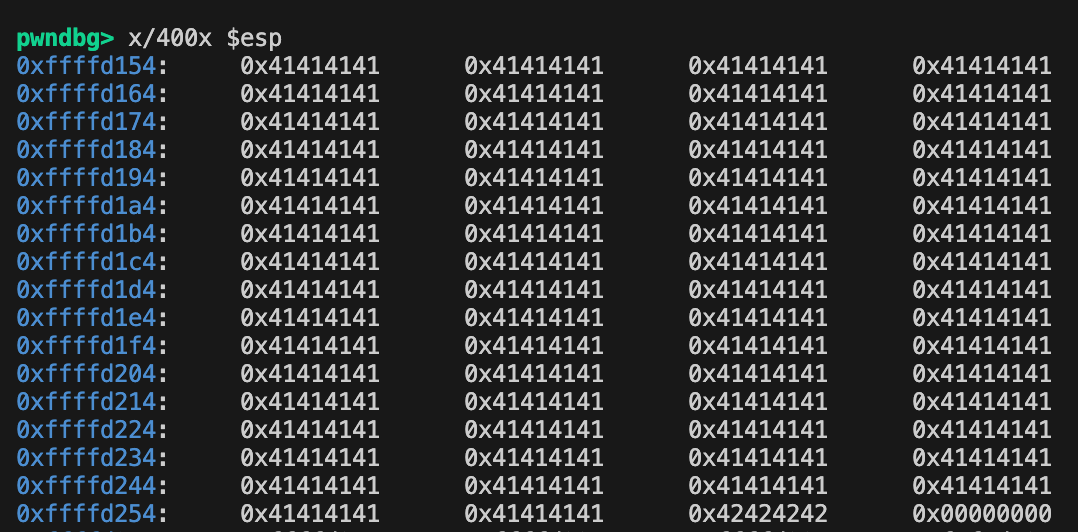 pwndbg> x/400x $esp
0xffffd154: 0x41414141 0x41414141 0x41414141 0x41414141
0xffffd164: 0x41414141 0x41414141 0x41414141 0x41414141
0xffffd174: 0x41414141 0x41414141 0x41414141 0x41414141
0xffffd184: 0x41414141 0x41414141 0x41414141 0x41414141
0xffffd194: 0x41414141 0x41414141 0x41414141 0x41414141
0xffffd1a4: 0x41414141 0x41414141 0x41414141 0x41414141
0xffffd1b4: 0x41414141 0x41414141 0x41414141 0x41414141
0xffffd1c4: 0x41414141 0x41414141 0x41414141 0x41414141
0xffffd1d4: 0x41414141 0x41414141 0x41414141 0x41414141
0xffffd1e4: 0x41414141 0x41414141 0x41414141 0x41414141
0xffffd1f4: 0x41414141 0x41414141 0x41414141 0x41414141
0xffffd204: 0x41414141 0x41414141 0x41414141 0x41414141
0xffffd214: 0x41414141 0x41414141 0x41414141 0x41414141
0xffffd224: 0x41414141 0x41414141 0x41414141 0x41414141
0xffffd234: 0x41414141 0x41414141 0x41414141 0x41414141
0xffffd244: 0x41414141 0x41414141 0x41414141 0x41414141
0xffffd254: 0x41414141 0x41414141 0x42424242 0x00000000